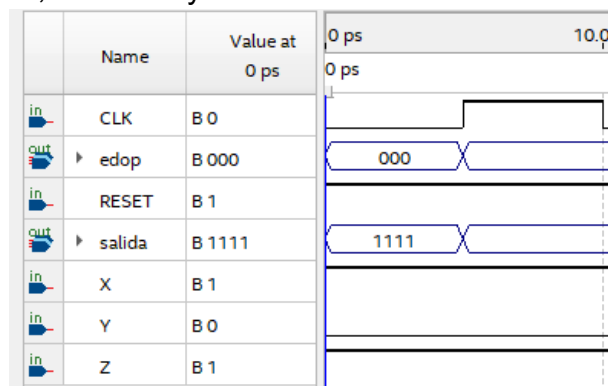 Name Value at 0 ps 0 ps 10.0
0 ps
in CLK B 0
out edop B 000 000
in RESET B 1
out salida B 1111 1111
in X B 1
in Y B 0
in Z B 1